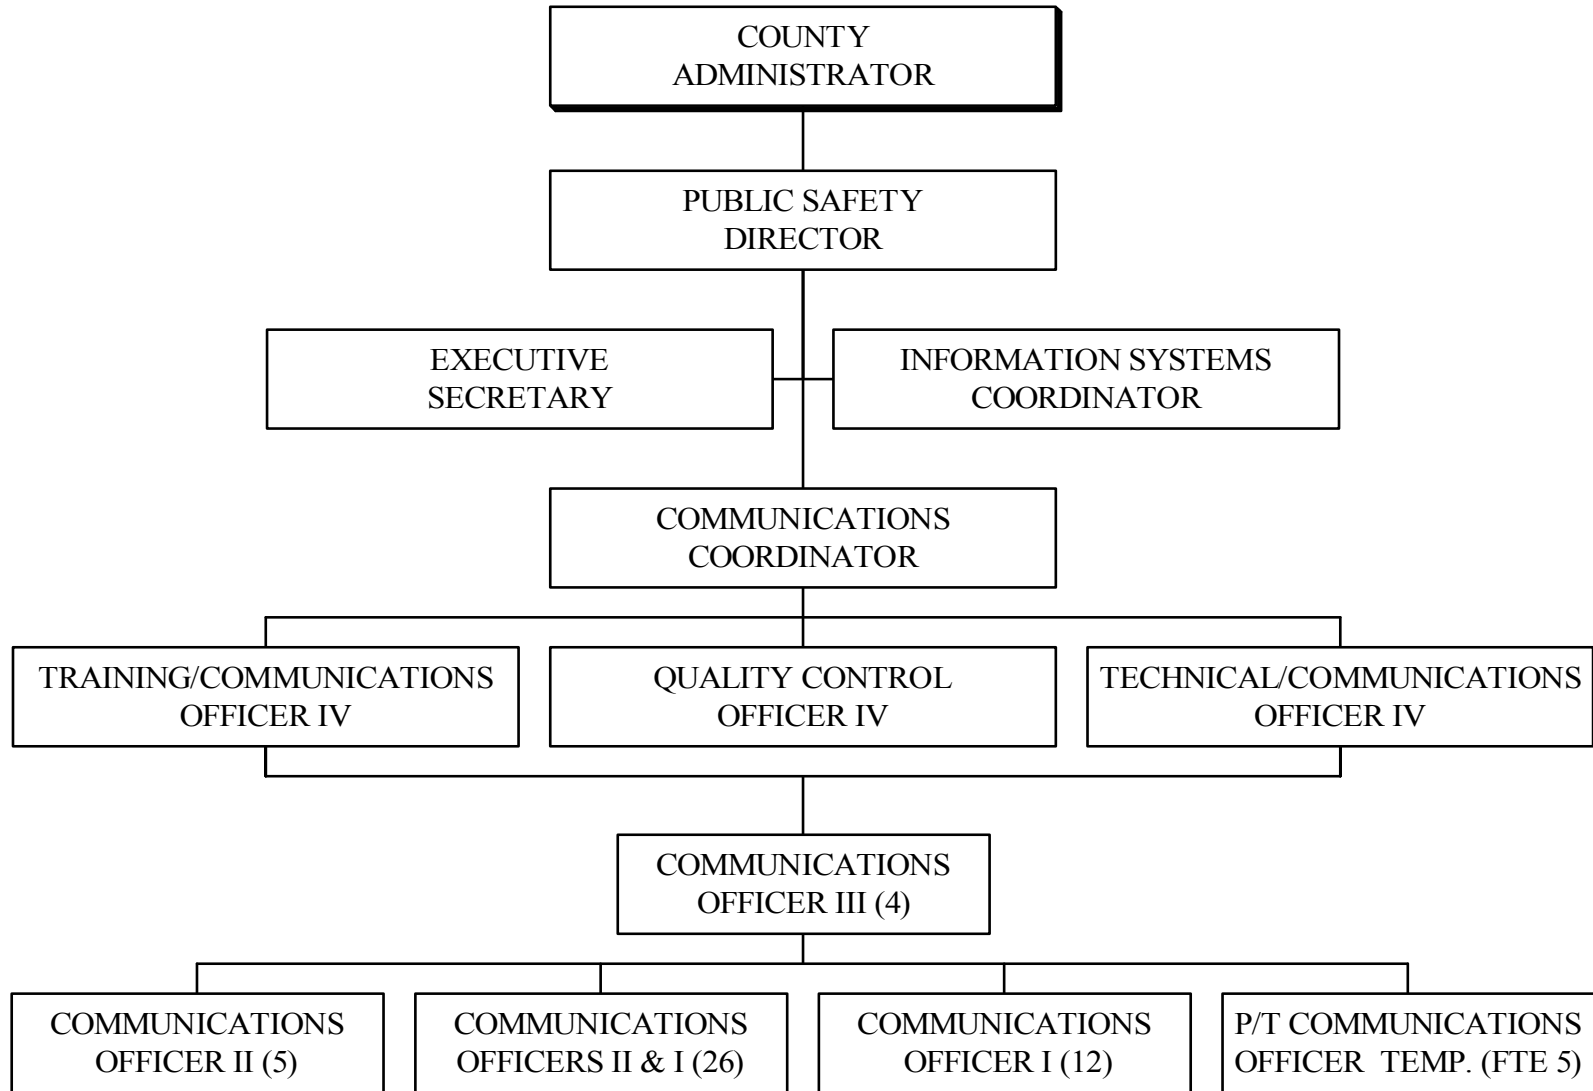 COUNTY
ADMINISTRATOR
PUBLIC SAFETY
DIRECTOR
EXECUTIVE
SECRETARY
INFORMATION SYSTEMS
COORDINATOR
COMMUNICATIONS
COORDINATOR
TRAINING/COMMUNICATIONS
OFFICER IV
QUALITY CONTROL
OFFICER IV
TECHNICAL/COMMUNICATIONS
OFFICER IV
COMMUNICATIONS
OFFICER III (4)
COMMUNICATIONS
OFFICER II (5)
COMMUNICATIONS
OFFICERS II & I (26)
COMMUNICATIONS
OFFICER I (12)
P/T COMMUNICATIONS
OFFICER TEMP. (FTE 5)